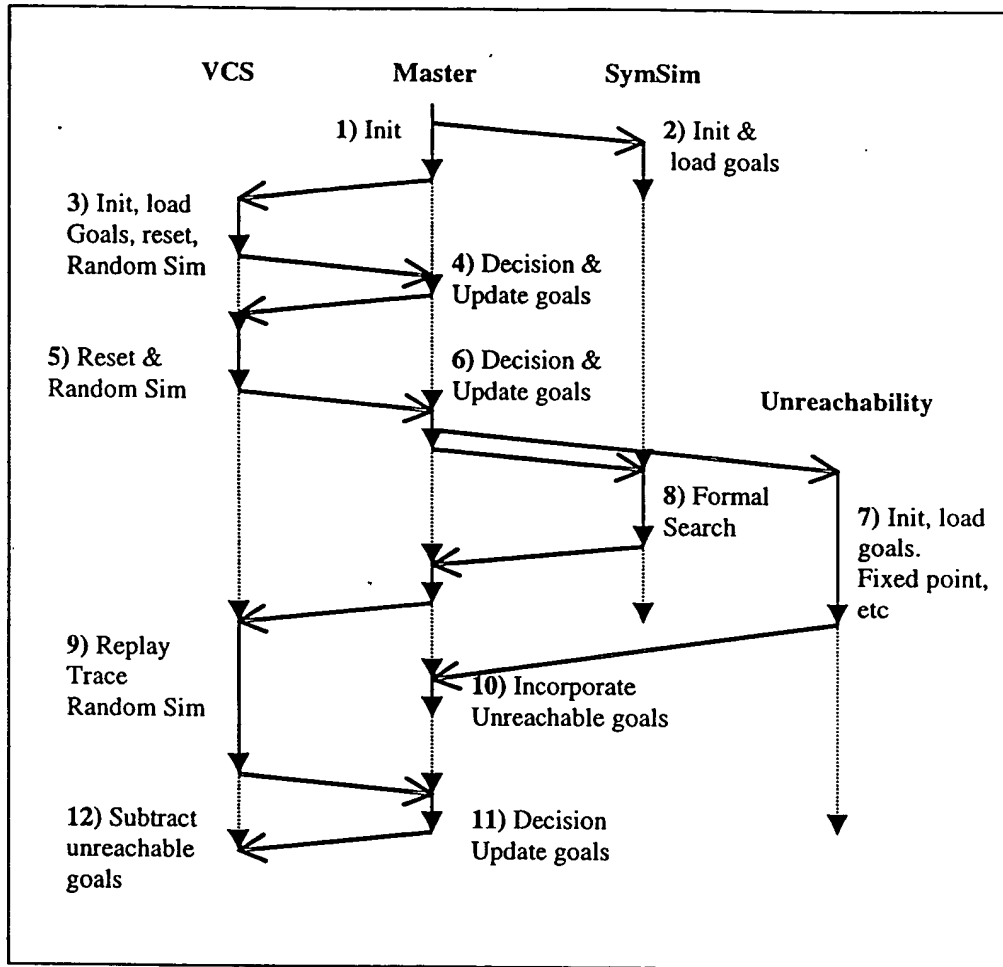 VCS Master SymSim
1) Init
2) Init &
load goals
3) Init, load
Goals, reset,
Random Sim
4) Decision &
Update goals
5) Reset &
Random Sim
6) Decision &
Update goals
Unreachability
8) Formal
Search
7) Init, load
goals.
Fixed point,
etc
9) Replay
Trace
Random Sim
10) Incorporate
Unreachable goals
12) Subtract
unreachable
goals
11) Decision
Update goals